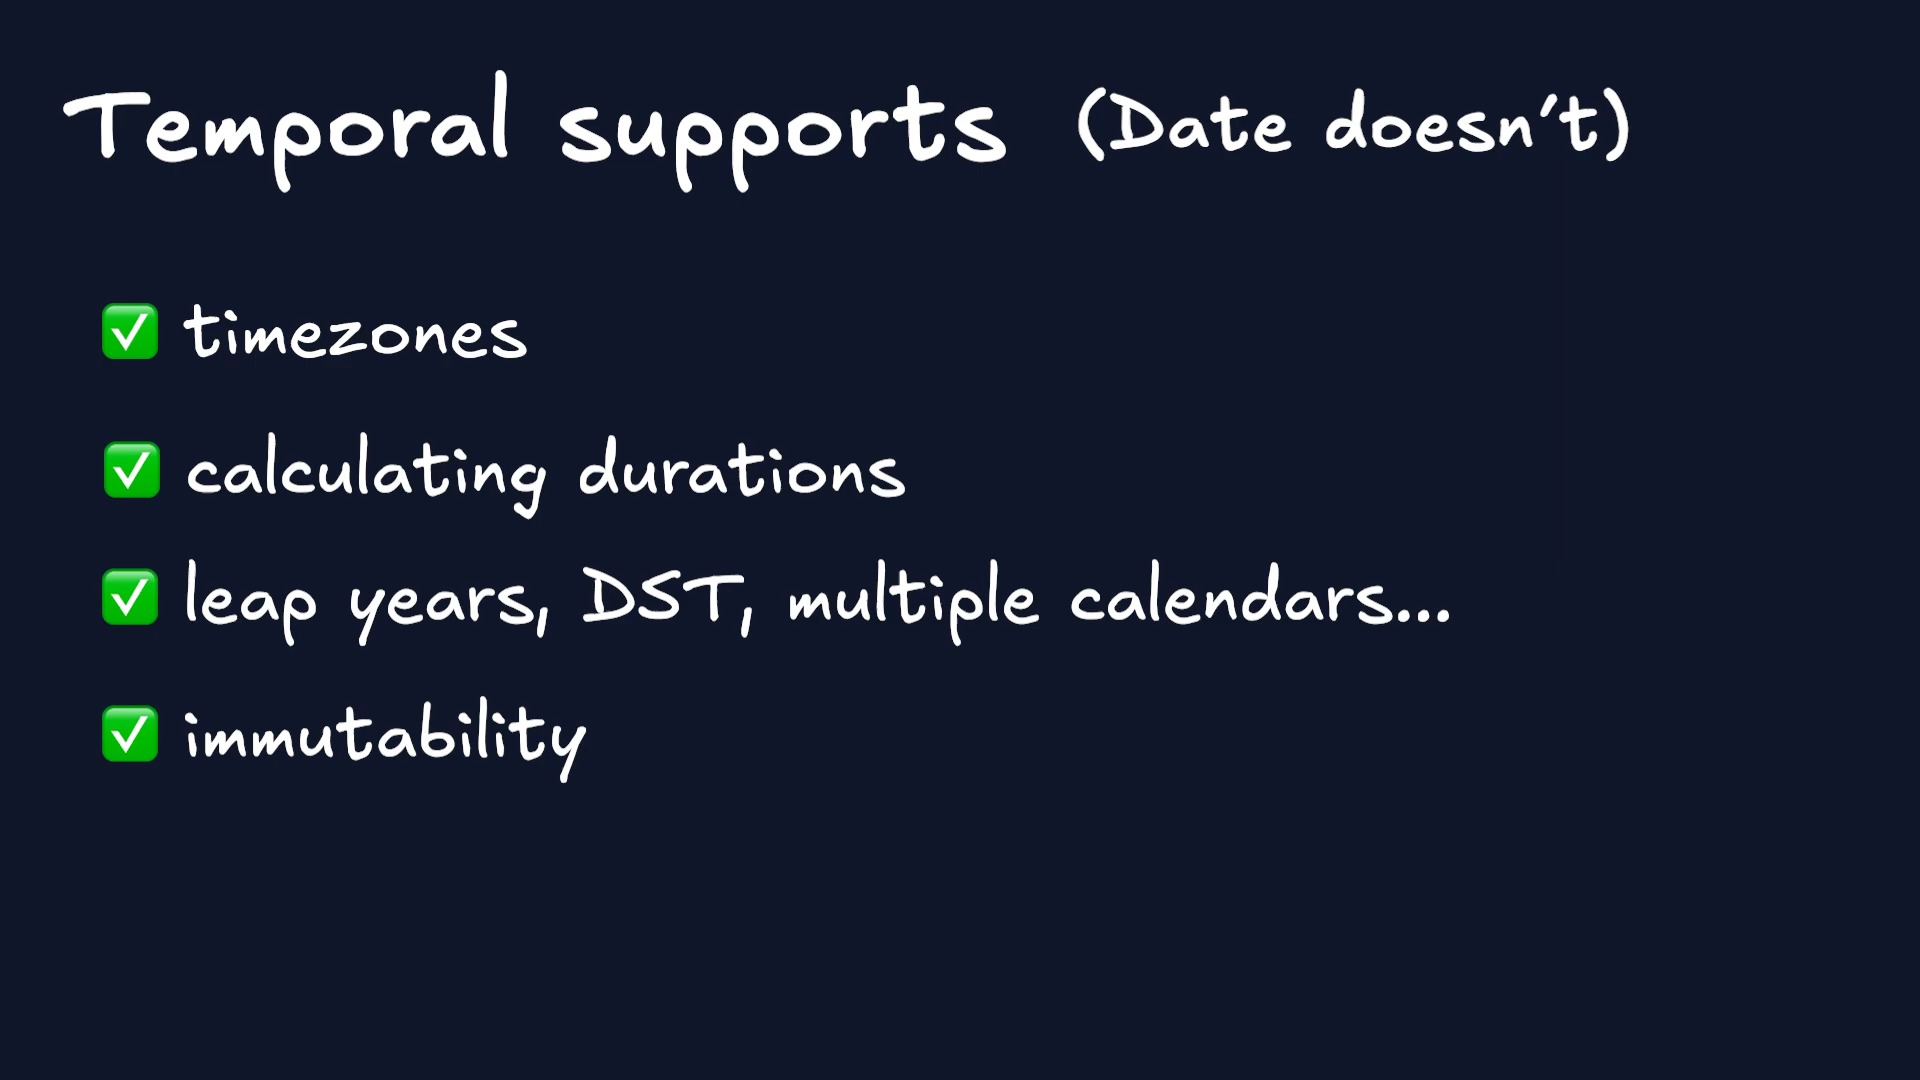 Temporal supports (Date doesn't)
✅ timezones
✅ calculating durations
✅ leap years, DST, multiple calendars...
✅ immutability